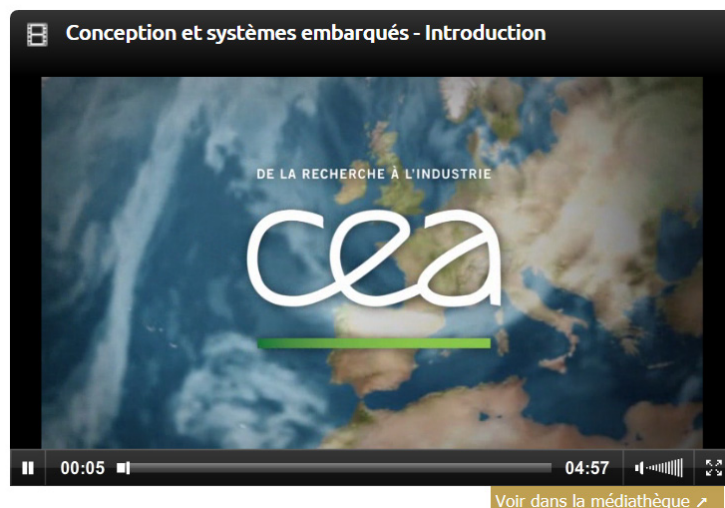 Conception et systèmes embarqués - Introduction
DE LA RECHERCHE À L'INDUSTRIE
cea
00:05
04:57
Voir dans la médiathèque ↗